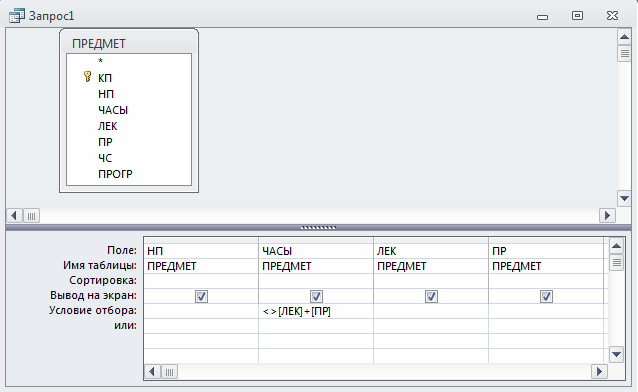 Запрос1
ПРЕДМЕТ
*
КП
НП
ЧАСЫ
ЛЕК
ПР
ЧС
ПРОГР
Поле: НП ЧАСЫ ЛЕК ПР
Имя таблицы: ПРЕДМЕТ ПРЕДМЕТ ПРЕДМЕТ ПРЕДМЕТ
Сортировка:
Вывод на экран:
Условие отбора: <>[ЛЕК]+[ПР]
или: